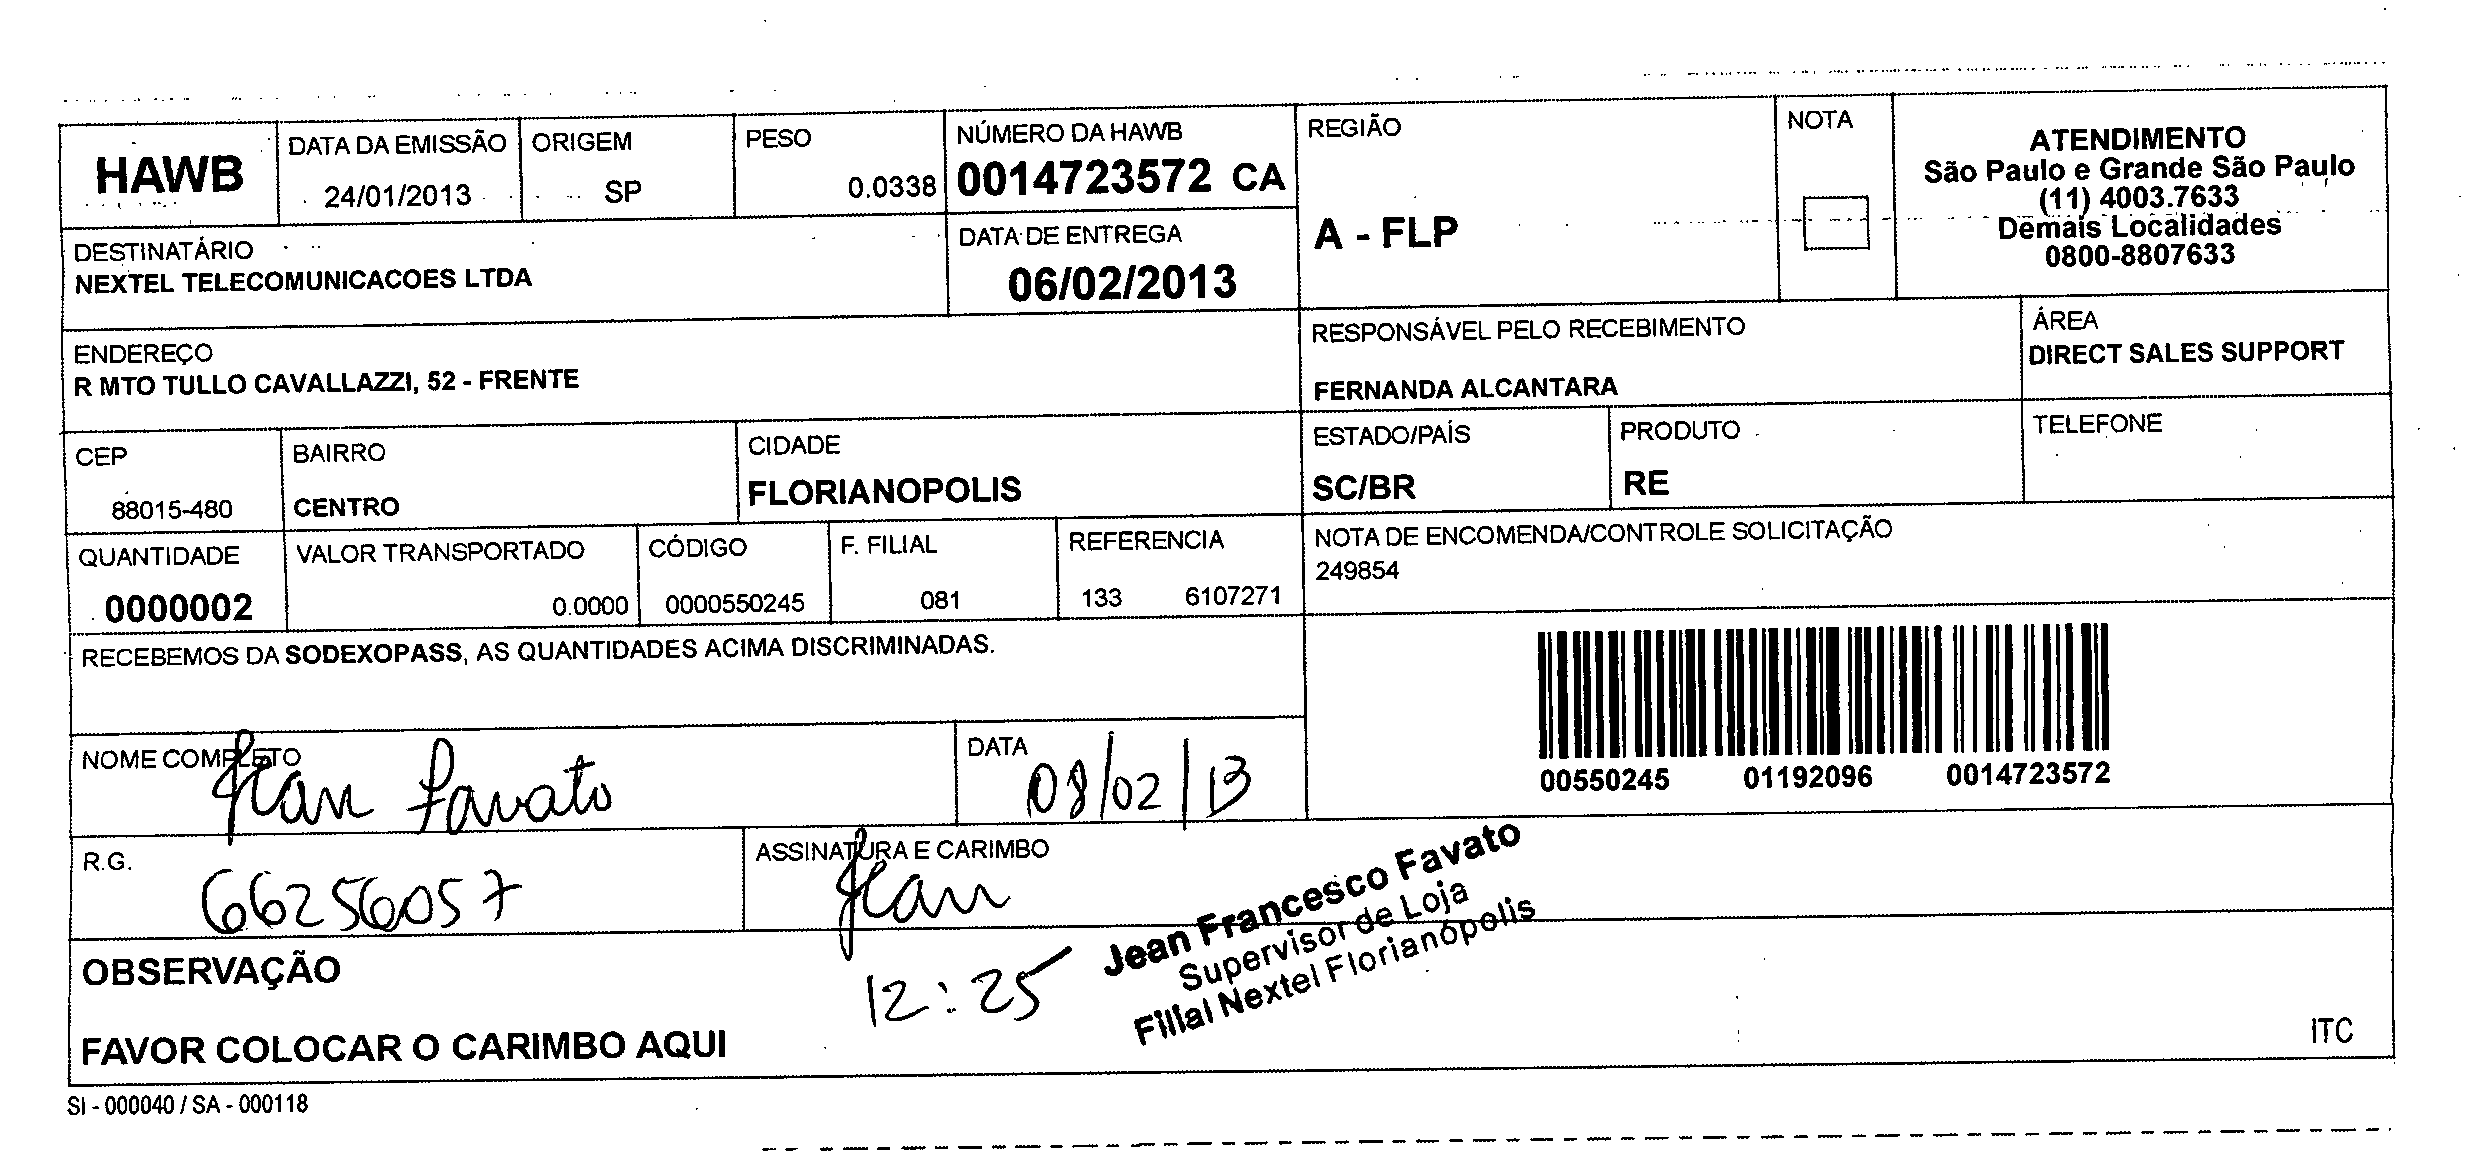 HAWB
DATA DA EMISSÃO
24/01/2013
ORIGEM
SP
PESO
0.0338
NÚMERO DA HAWB
0014723572 CA
REGIÃO
A - FLP
NOTA
ATENDIMENTO
São Paulo e Grande São Paulo
(11) 4003.7633
Demais Localidades
0800-8807633
DESTINATÁRIO
NEXTEL TELECOMUNICACOES LTDA
DATA DE ENTREGA
06/02/2013
ENDEREÇO
R MTO TULLO CAVALLAZZI, 52 - FRENTE
RESPONSÁVEL PELO RECEBIMENTO
FERNANDA ALCANTARA
ÁREA
DIRECT SALES SUPPORT
CEP
88015-480
BAIRRO
CENTRO
CIDADE
FLORIANOPOLIS
ESTADO/PAÍS
SC/BR
PRODUTO
RE
TELEFONE
QUANTIDADE
0000002
VALOR TRANSPORTADO
0.0000
CÓDIGO
0000550245
F. FILIAL
081
REFERENCIA
133 6107271
NOTA DE ENCOMENDA/CONTROLE SOLICITAÇÃO
249854
RECEBEMOS DA SODEXOPASS, AS QUANTIDADES ACIMA DISCRIMINADAS.
00550245 01192096 0014723572
NOME COMPLETO
Jean Favato
DATA
08/02/13
R.G.
66256057
ASSINATURA E CARIMBO
Jean
12:25
Jean Francesco Favato
Supervisor de Loja
Filial Nextel Florianópolis
OBSERVAÇÃO
FAVOR COLOCAR O CARIMBO AQUI
ITC
SI - 000040 / SA - 000118